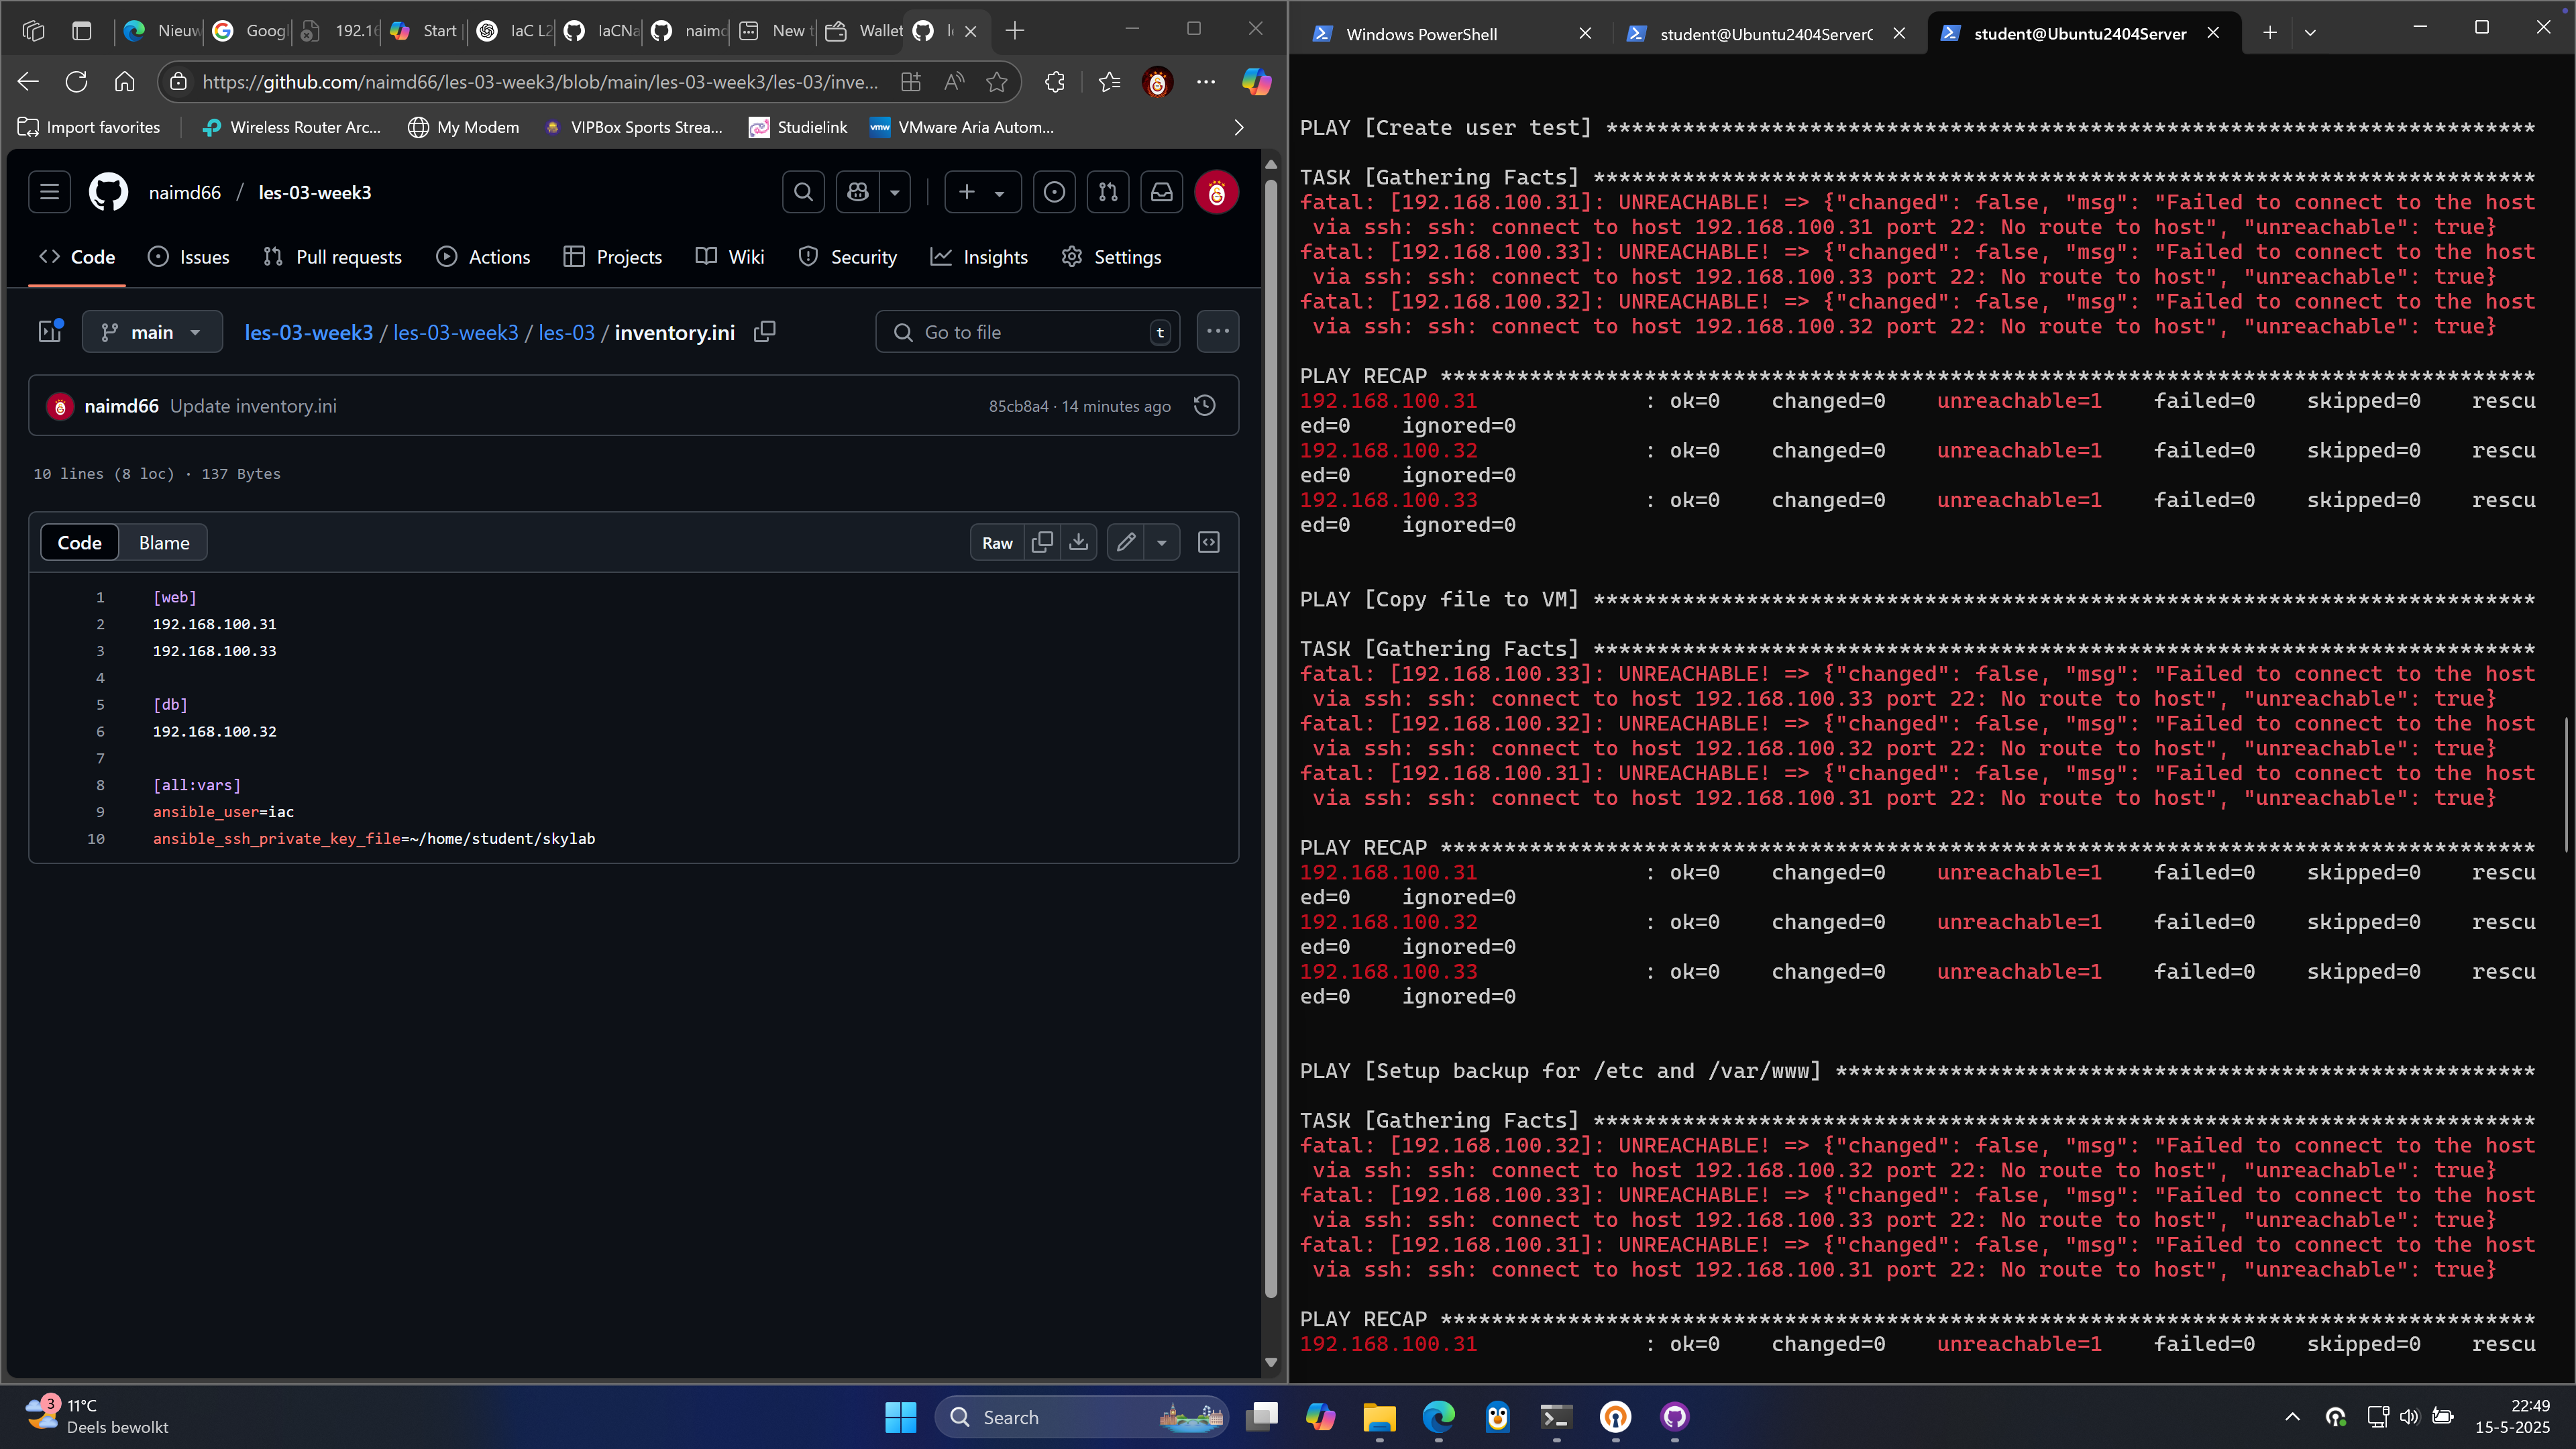 Nieuw
Googl
192.16
Start
IaC L2
IaCNa
naimd
New t
Wallet
Windows PowerShell
student@Ubuntu2404Server
student@Ubuntu2404Server
https://github.com/naimd66/les-03-week3/blob/main/les-03-week3/les-03/inve...
Import favorites
Wireless Router Arc...
My Modem
VIPBox Sports Strea...
Studielink
VMware Aria Autom...
naimd66 / les-03-week3
Code
Issues
Pull requests
Actions
Projects
Wiki
Security
Insights
Settings
main
les-03-week3 / les-03-week3 / les-03 / inventory.ini
Go to file
t
naimd66 Update inventory.ini
85cb8a4 · 14 minutes ago
10 lines (8 loc) · 137 Bytes
Code
Blame
Raw
1 [web]
2 192.168.100.31
3 192.168.100.33
4
5 [db]
6 192.168.100.32
7
8 [all:vars]
9 ansible_user=iac
10 ansible_ssh_private_key_file=~/home/student/skylab
PLAY [Create user test] *************************************************************************
TASK [Gathering Facts] **************************************************************************
fatal: [192.168.100.31]: UNREACHABLE! => {"changed": false, "msg": "Failed to connect to the host
via ssh: ssh: connect to host 192.168.100.31 port 22: No route to host", "unreachable": true}
fatal: [192.168.100.33]: UNREACHABLE! => {"changed": false, "msg": "Failed to connect to the host
via ssh: ssh: connect to host 192.168.100.33 port 22: No route to host", "unreachable": true}
fatal: [192.168.100.32]: UNREACHABLE! => {"changed": false, "msg": "Failed to connect to the host
via ssh: ssh: connect to host 192.168.100.32 port 22: No route to host", "unreachable": true}
PLAY RECAP **************************************************************************************
192.168.100.31 : ok=0 changed=0 unreachable=1 failed=0 skipped=0 rescu
ed=0 ignored=0
192.168.100.32 : ok=0 changed=0 unreachable=1 failed=0 skipped=0 rescu
ed=0 ignored=0
192.168.100.33 : ok=0 changed=0 unreachable=1 failed=0 skipped=0 rescu
ed=0 ignored=0
PLAY [Copy file to VM] **************************************************************************
TASK [Gathering Facts] **************************************************************************
fatal: [192.168.100.33]: UNREACHABLE! => {"changed": false, "msg": "Failed to connect to the host
via ssh: ssh: connect to host 192.168.100.33 port 22: No route to host", "unreachable": true}
fatal: [192.168.100.32]: UNREACHABLE! => {"changed": false, "msg": "Failed to connect to the host
via ssh: ssh: connect to host 192.168.100.32 port 22: No route to host", "unreachable": true}
fatal: [192.168.100.31]: UNREACHABLE! => {"changed": false, "msg": "Failed to connect to the host
via ssh: ssh: connect to host 192.168.100.31 port 22: No route to host", "unreachable": true}
PLAY RECAP **************************************************************************************
192.168.100.31 : ok=0 changed=0 unreachable=1 failed=0 skipped=0 rescu
ed=0 ignored=0
192.168.100.32 : ok=0 changed=0 unreachable=1 failed=0 skipped=0 rescu
ed=0 ignored=0
192.168.100.33 : ok=0 changed=0 unreachable=1 failed=0 skipped=0 rescu
ed=0 ignored=0
PLAY [Setup backup for /etc and /var/www] *******************************************************
TASK [Gathering Facts] **************************************************************************
fatal: [192.168.100.32]: UNREACHABLE! => {"changed": false, "msg": "Failed to connect to the host
via ssh: ssh: connect to host 192.168.100.32 port 22: No route to host", "unreachable": true}
fatal: [192.168.100.33]: UNREACHABLE! => {"changed": false, "msg": "Failed to connect to the host
via ssh: ssh: connect to host 192.168.100.33 port 22: No route to host", "unreachable": true}
fatal: [192.168.100.31]: UNREACHABLE! => {"changed": false, "msg": "Failed to connect to the host
via ssh: ssh: connect to host 192.168.100.31 port 22: No route to host", "unreachable": true}
PLAY RECAP **************************************************************************************
192.168.100.31 : ok=0 changed=0 unreachable=1 failed=0 skipped=0 rescu
3
11°C
Deels bewolkt
Search
22:49
15-5-2025